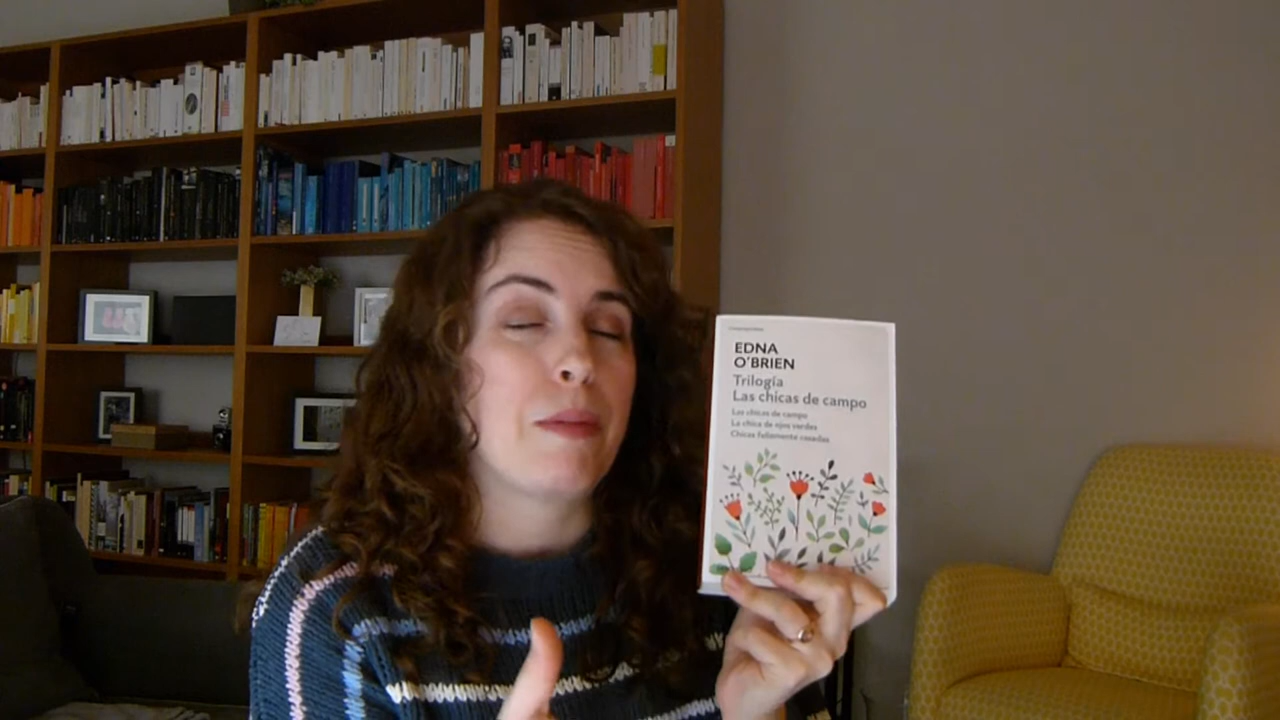 EDNA
O'BRIEN
Trilogía
Las chicas de campo
Las chicas de campo
La chica de ojos verdes
Chicas felizmente casadas